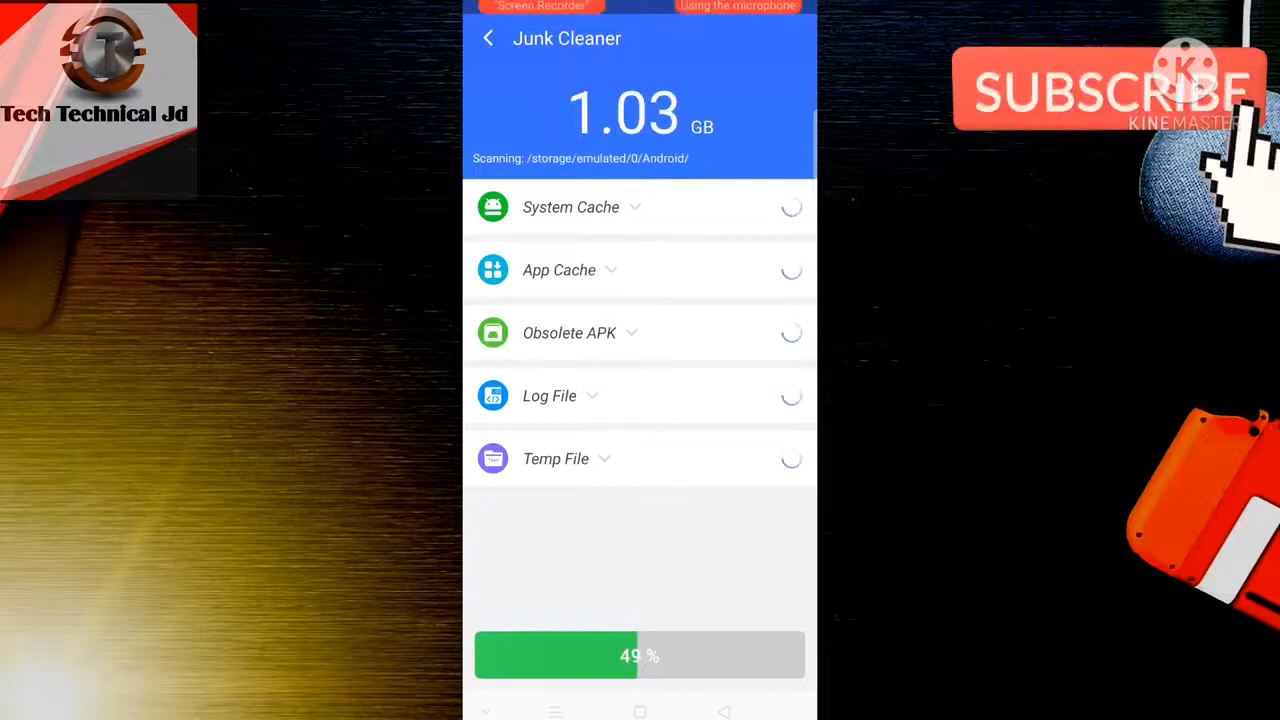 "Screen Recorder"
Using the microphone
Junk Cleaner
T
Tech Technical Jd
SUBSCRIBE
K
KINEMASTER
1.03 GB
Scanning: /storage/emulated/0/Android/
System Cache
App Cache
Obsolete APK
Log File
Temp File
49 %